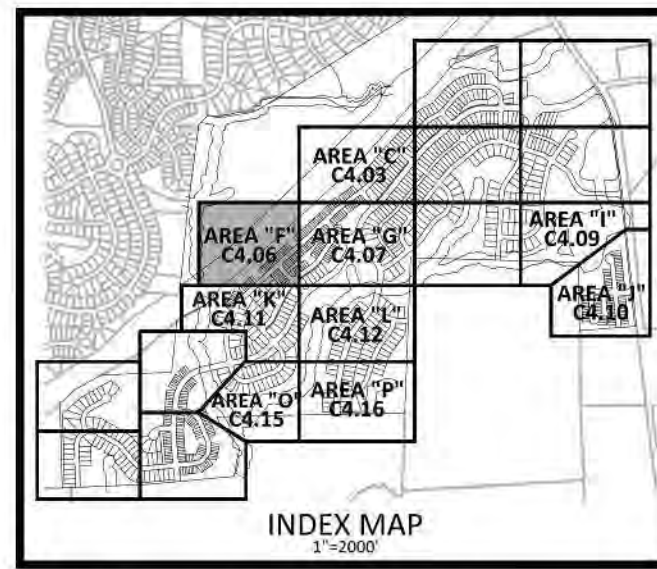 AREA "C"
C4.03
AREA "F"
C4.06
AREA "G"
C4.07
AREA "I"
C4.09
AREA "J"
C4.10
AREA "K"
C4.11
AREA "L"
C4.12
AREA "O"
C4.15
AREA "P"
C4.16
INDEX MAP
1"=2000'